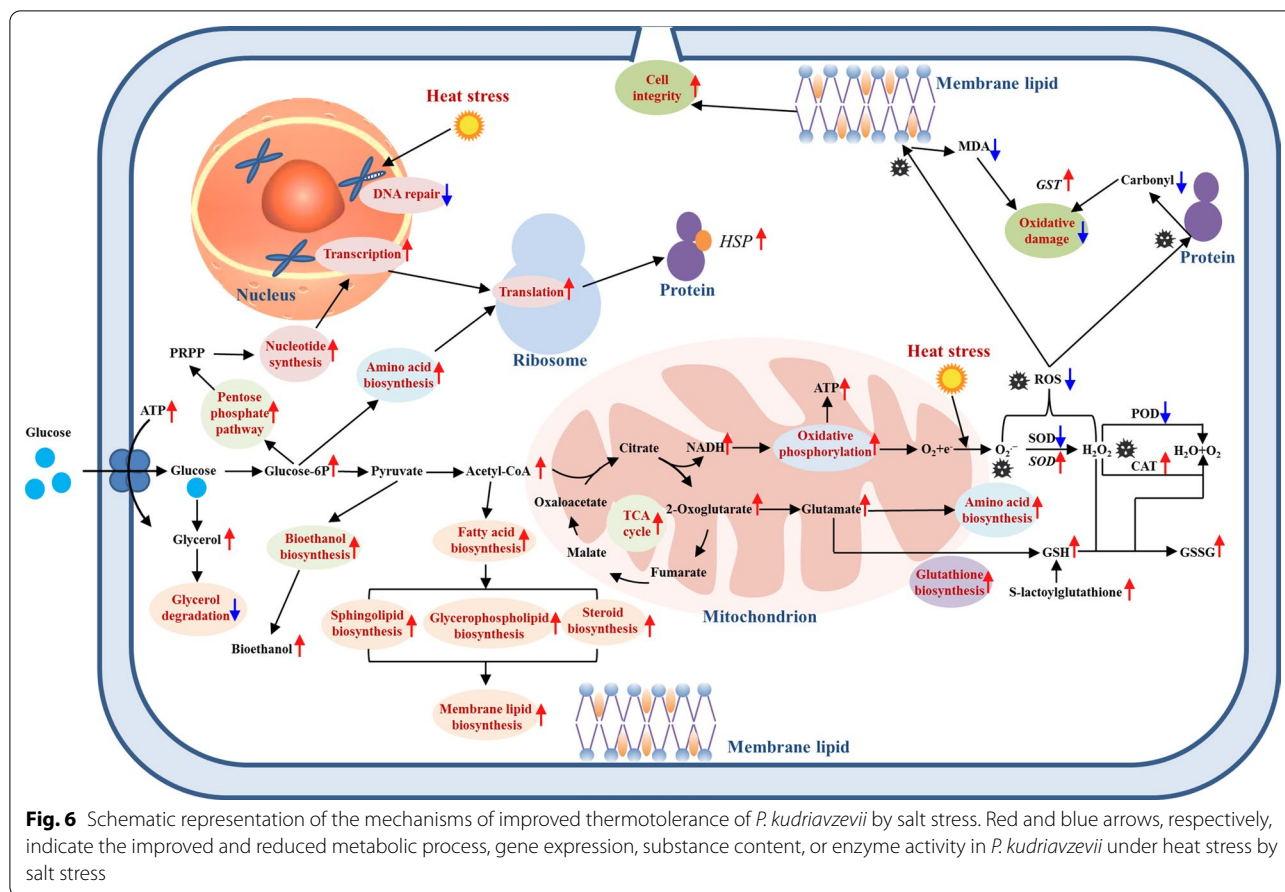 Cell
integrity
Membrane lipid
Heat stress
MDA
GST
Carbonyl
DNA repair
Oxidative
damage
Transcription
HSP
Protein
Nucleus
Translation
Protein
Ribosome
PRPP
Nucleotide
synthesis
Amino acid
biosynthesis
Heat stress
ROS
Pentose
phosphate
pathway
ATP
ATP
POD
Glucose
Citrate
NADH
Oxidative
phosphorylation
O₂+e⁻
O₂·⁻
SOD
SOD
H₂O₂
CAT
H₂O+O₂
Glucose
Glucose-6P
Pyruvate
Acetyl-CoA
Oxaloacetate
TCA
cycle
2-Oxoglutarate
Glutamate
Amino acid
biosynthesis
Glycerol
Bioethanol
biosynthesis
Fatty acid
biosynthesis
Malate
Fumarate
GSH
GSSG
Glutathione
biosynthesis
S-lactoylglutathione
Glycerol
degradation
Sphingolipid
biosynthesis
Glycerophospholipid
biosynthesis
Steroid
biosynthesis
Mitochondrion
Bioethanol
Membrane lipid
biosynthesis
Membrane lipid
Fig. 6 Schematic representation of the mechanisms of improved thermotolerance of P. kudriavzevii by salt stress. Red and blue arrows, respectively,
indicate the improved and reduced metabolic process, gene expression, substance content, or enzyme activity in P. kudriavzevii under heat stress by
salt stress